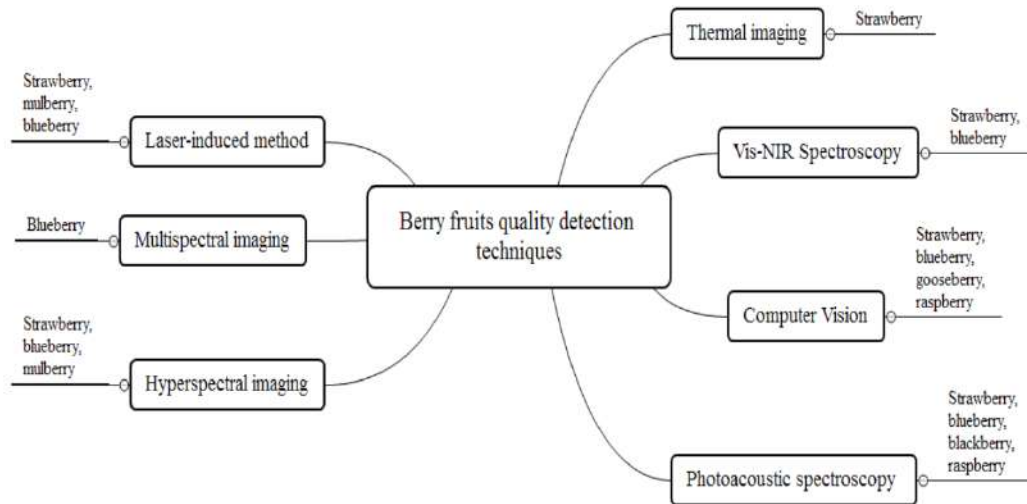 Berry fruits quality detection
techniques
Laser-induced method
Strawberry,
mulberry,
blueberry
Multispectral imaging
Blueberry
Hyperspectral imaging
Strawberry,
blueberry,
mulberry
Thermal imaging
Strawberry
Vis-NIR Spectroscopy
Strawberry,
blueberry
Computer Vision
Strawberry,
blueberry,
gooseberry,
raspberry
Photoacoustic spectroscopy
Strawberry,
blueberry,
blackberry,
raspberry